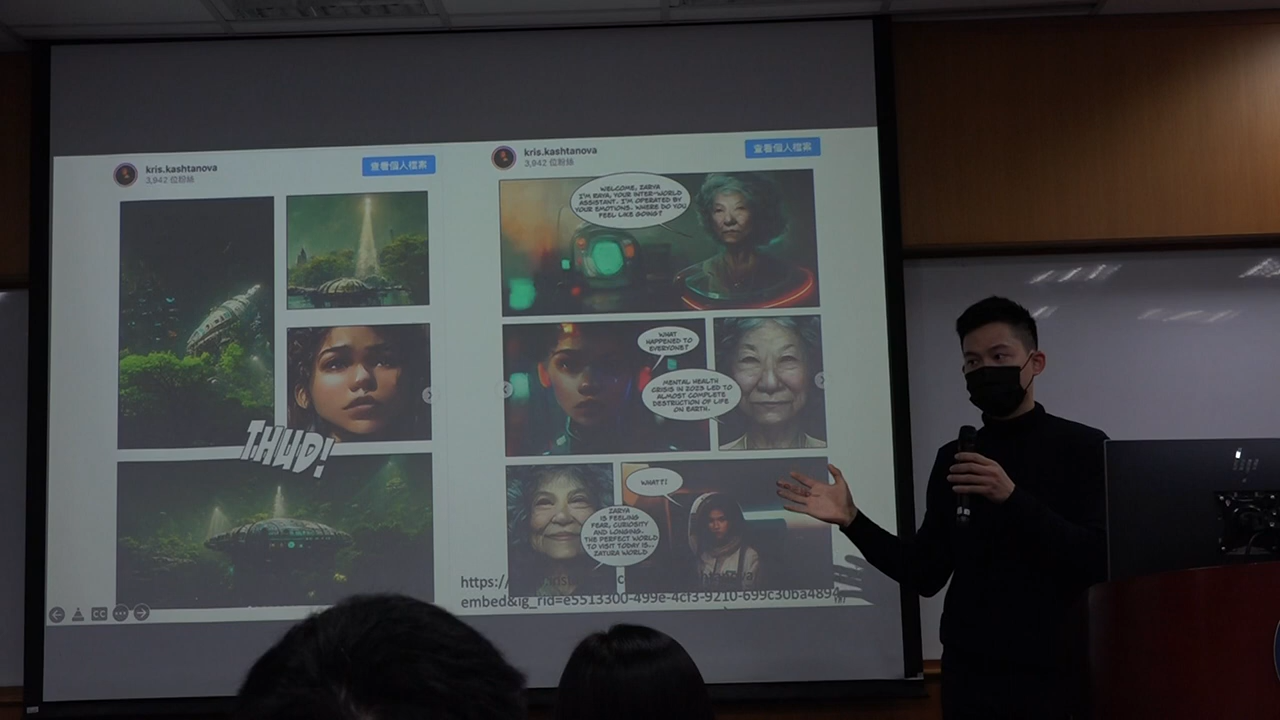 kris.kashtanova
3,942 位粉絲
查看個人檔案
THUD!
kris.kashtanova
3,942 位粉絲
查看個人檔案
WELCOME, ZARYA
I'M RAYA, YOUR INTER-WORLD
ASSISTANT. I'M OPERATED BY
YOUR EMOTIONS. WHERE DO YOU
FEEL LIKE GOING?
WHAT
HAPPENED TO
EVERYONE?
MENTAL HEALTH
CRISIS IN 2023 LED TO
ALMOST COMPLETE
DESTRUCTION OF LIFE
ON EARTH.
WHAT?!
ZARYA
IS FEELING
FEAR, CURIOSITY
AND LONGING.
THE PERFECT WORLD
TO VISIT TODAY IS...
ZATURA WORLD
https://
embed&ig_rid=e5513300-499e-4cf3-9210-699c30ba4894
CC